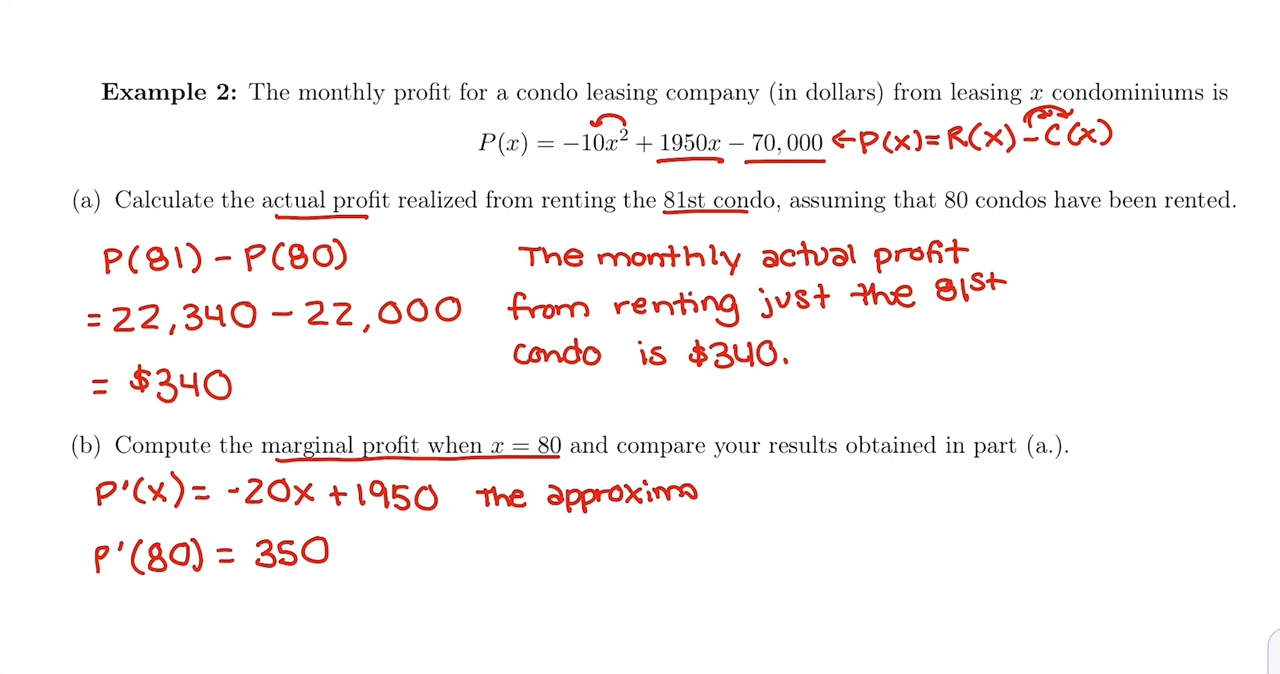 Example 2: The monthly profit for a condo leasing company (in dollars) from leasing x condominiums is
P(x) = −10x² + 1950x − 70,000 ← P(x) = R(x) − C(x)
(a) Calculate the actual profit realized from renting the 81st condo, assuming that 80 condos have been rented.
P(81) − P(80)
= 22,340 − 22,000
= $340
The monthly actual profit
from renting just the 81st
condo is $340.
(b) Compute the marginal profit when x = 80 and compare your results obtained in part (a.).
P'(x) = -20x + 1950 The approxima
P'(80) = 350